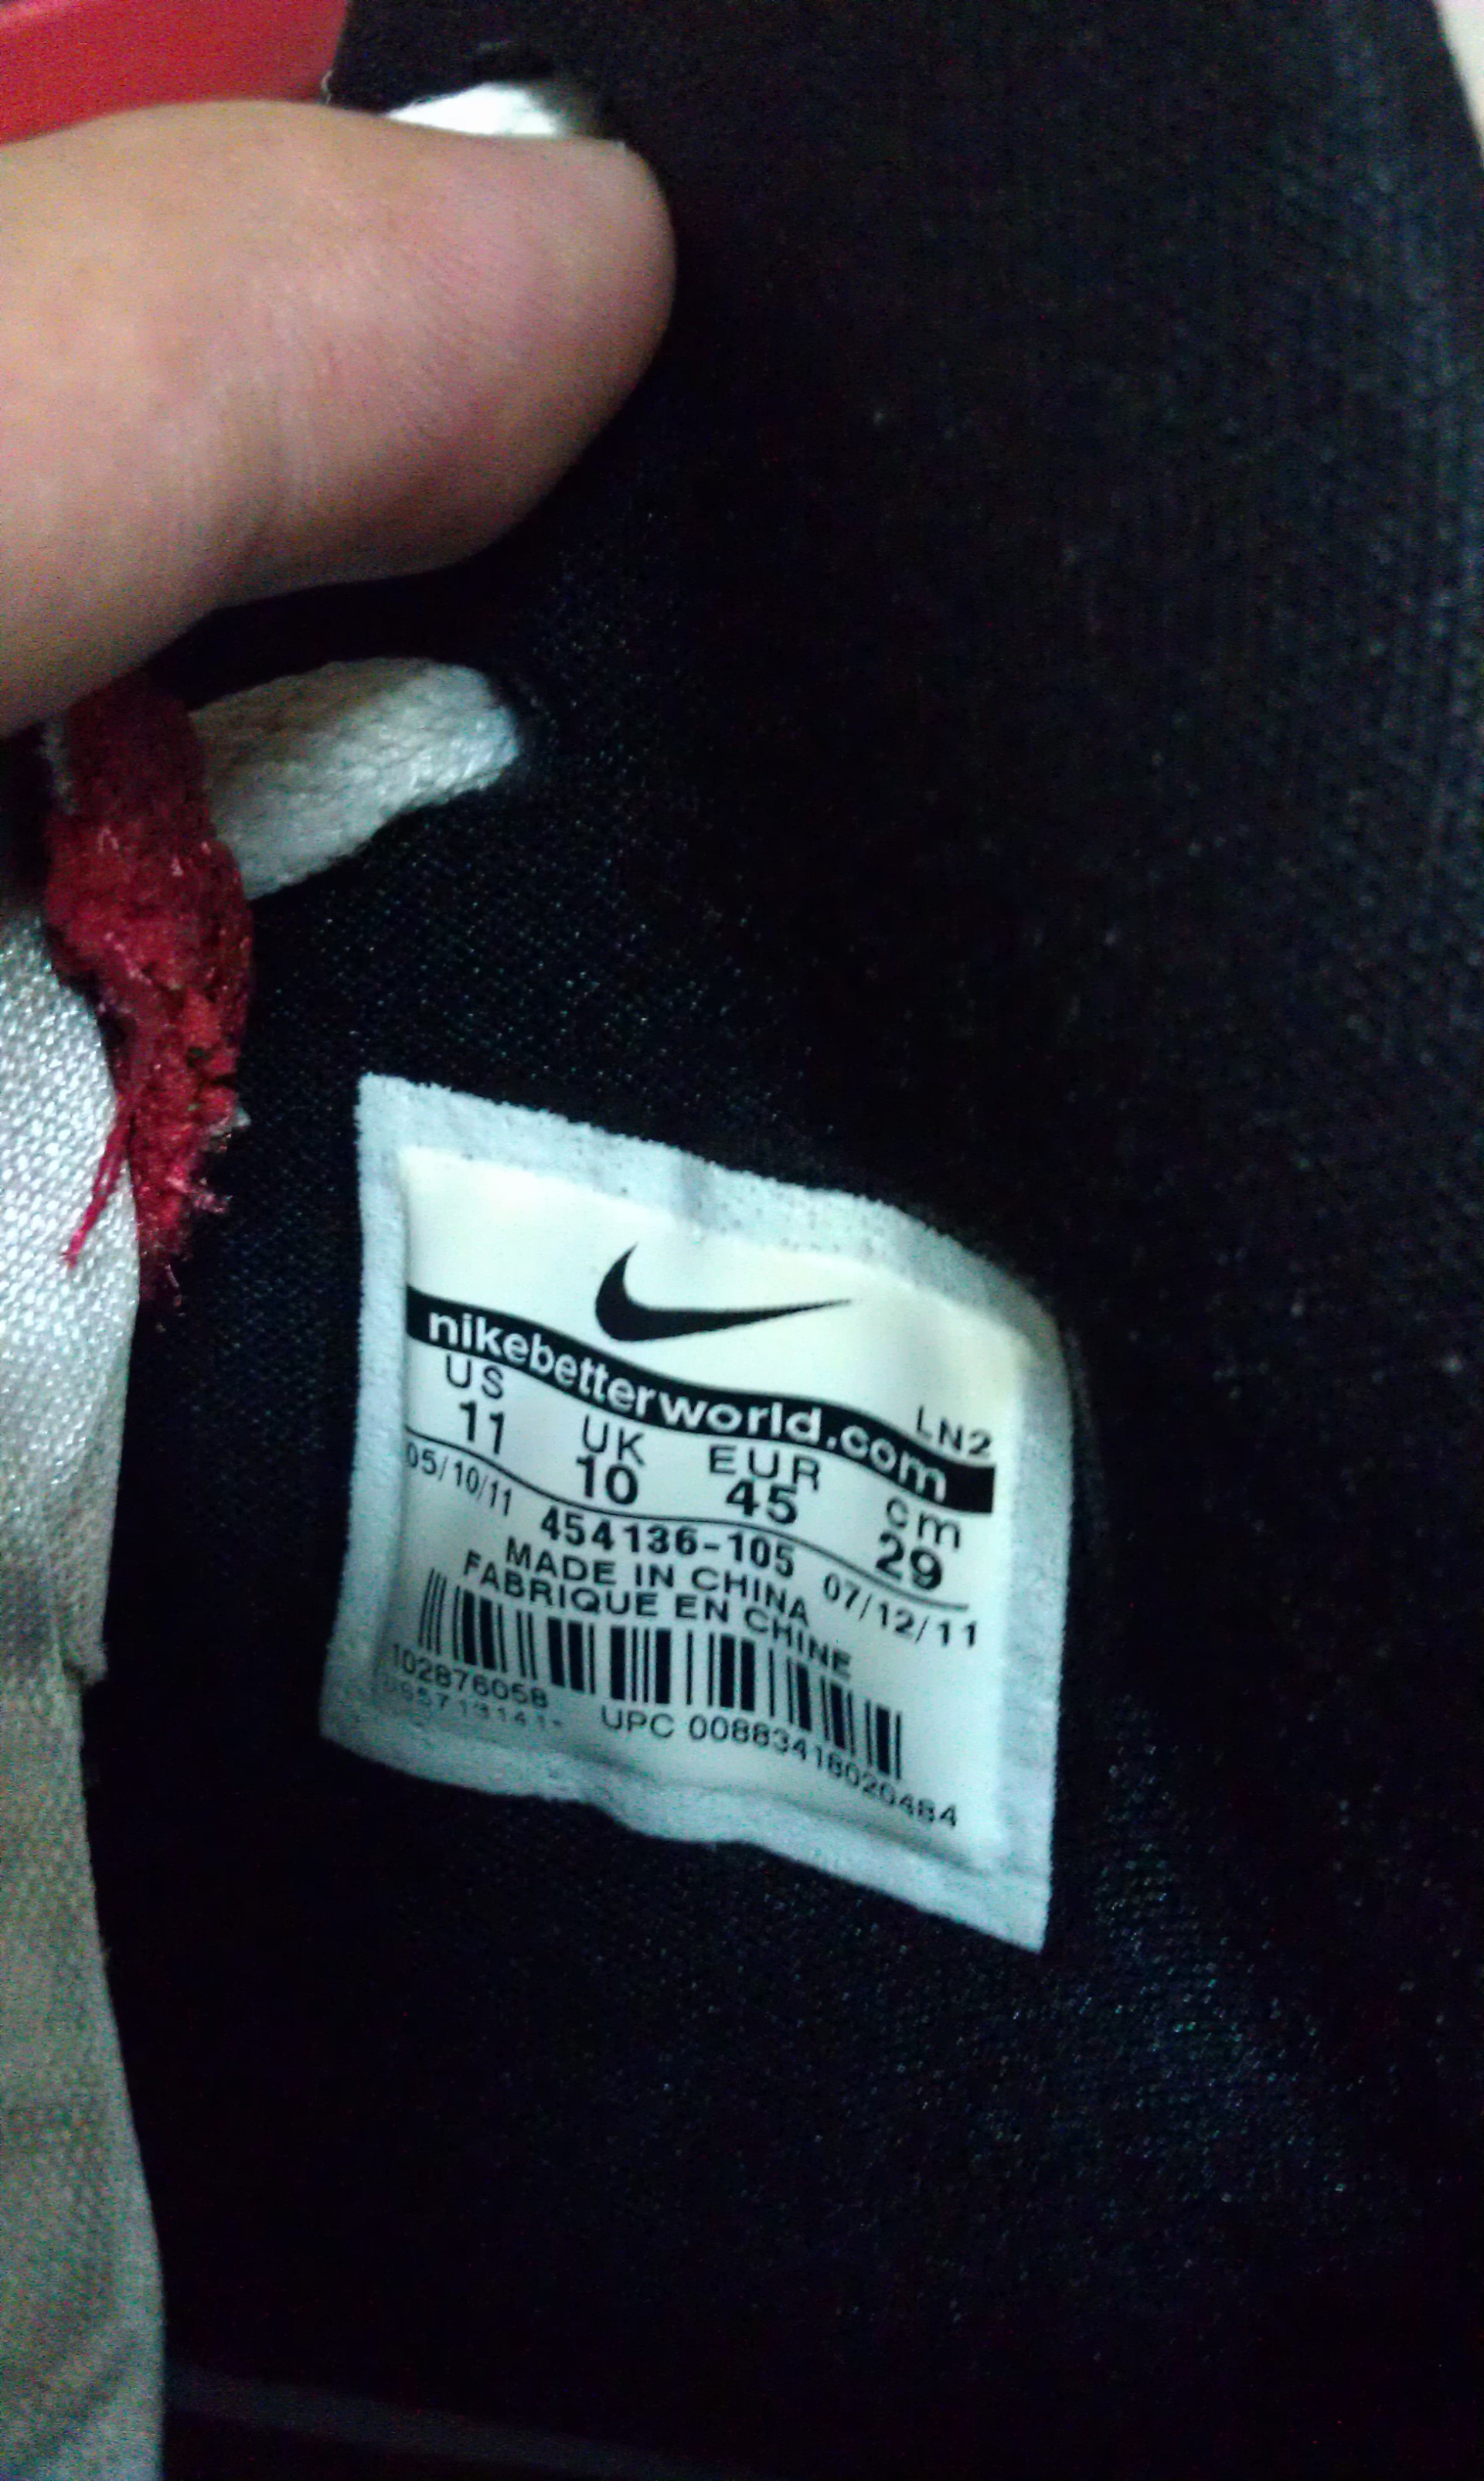 nikebetterworld.com
LN2
US UK EUR cm
11 10 45 29
05/10/11 454136-105 07/12/11
MADE IN CHINA
FABRIQUE EN CHINE
102876058
UPC 00883418020484